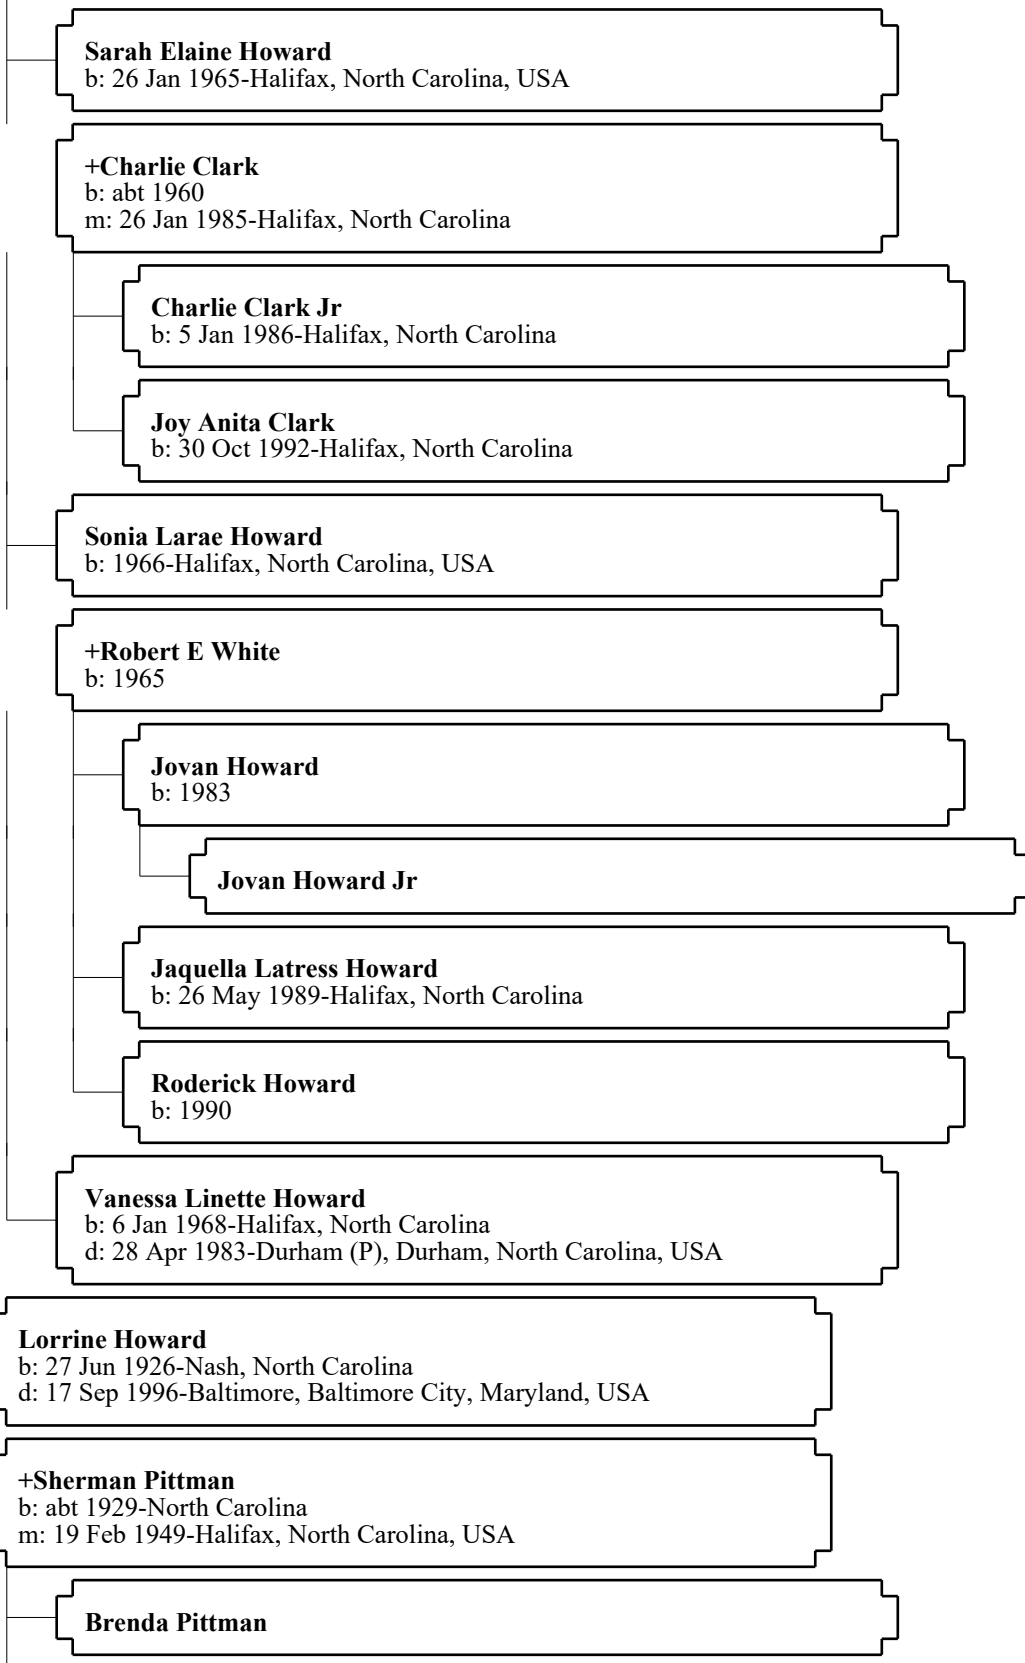 Sarah Elaine Howard
b: 26 Jan 1965-Halifax, North Carolina, USA
+Charlie Clark
b: abt 1960
m: 26 Jan 1985-Halifax, North Carolina
Charlie Clark Jr
b: 5 Jan 1986-Halifax, North Carolina
Joy Anita Clark
b: 30 Oct 1992-Halifax, North Carolina
Sonia Larae Howard
b: 1966-Halifax, North Carolina, USA
+Robert E White
b: 1965
Jovan Howard
b: 1983
Jovan Howard Jr
Jaquella Latress Howard
b: 26 May 1989-Halifax, North Carolina
Roderick Howard
b: 1990
Vanessa Linette Howard
b: 6 Jan 1968-Halifax, North Carolina
d: 28 Apr 1983-Durham (P), Durham, North Carolina, USA
Lorrine Howard
b: 27 Jun 1926-Nash, North Carolina
d: 17 Sep 1996-Baltimore, Baltimore City, Maryland, USA
+Sherman Pittman
b: abt 1929-North Carolina
m: 19 Feb 1949-Halifax, North Carolina, USA
Brenda Pittman